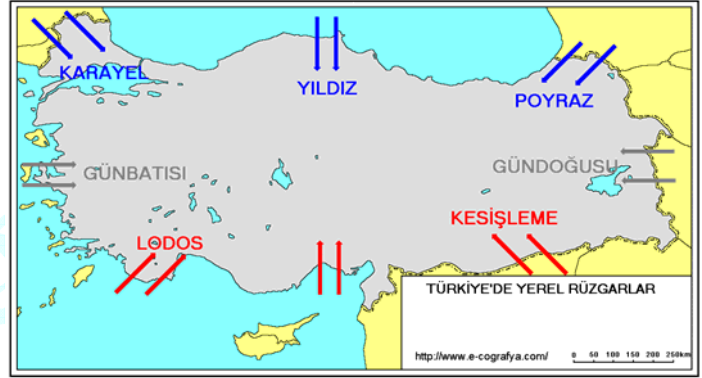 KARAYEL
YILDIZ
POYRAZ
GÜNBATISI
GÜNDOĞUSU
LODOS
KESİŞLEME
TÜRKİYE'DE YEREL RÜZGARLAR
http://www.e-cografya.com/
0 50 100 150 200 250km